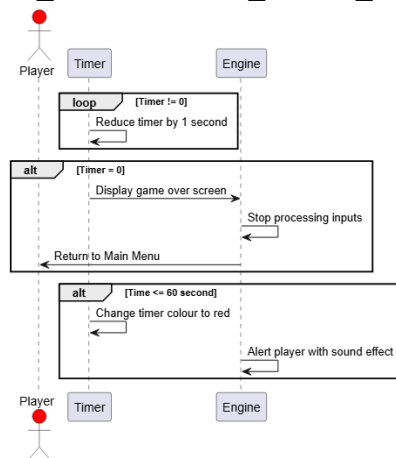 Player
Timer
Engine
loop [Timer != 0]
Reduce timer by 1 second
alt [Timer = 0]
Display game over screen
Stop processing inputs
Return to Main Menu
alt [Time <= 60 second]
Change timer colour to red
Alert player with sound effect
Player
Timer
Engine